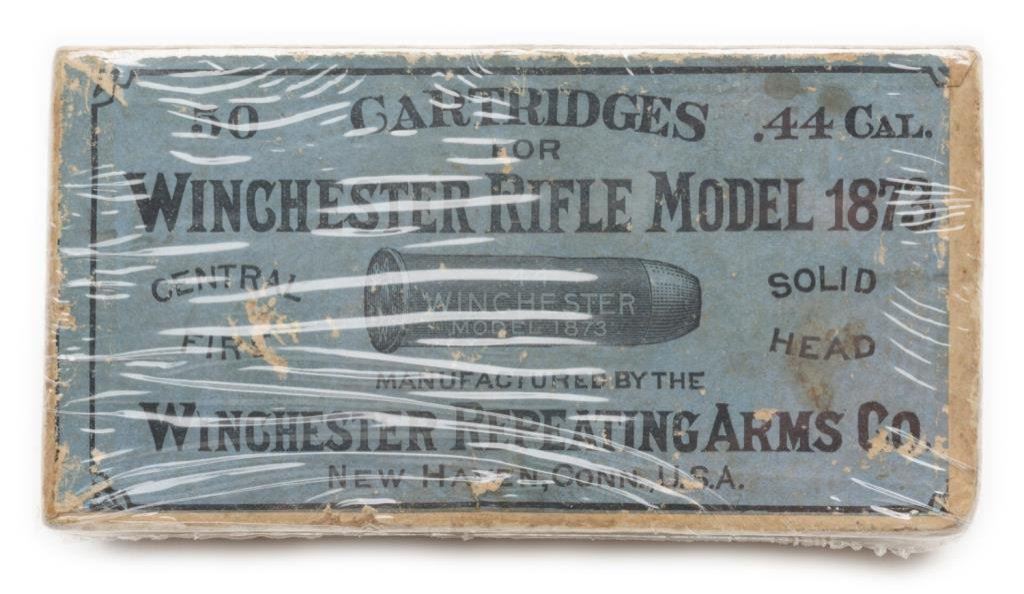 50 CARTRIDGES .44 CAL.
FOR
WINCHESTER RIFLE MODEL 1873
CENTRAL FIRE
.44
WINCHESTER
MODEL 1873
SOLID HEAD
MANUFACTURED BY THE
WINCHESTER REPEATING ARMS CO.
NEW HAVEN, CONN., U.S.A.